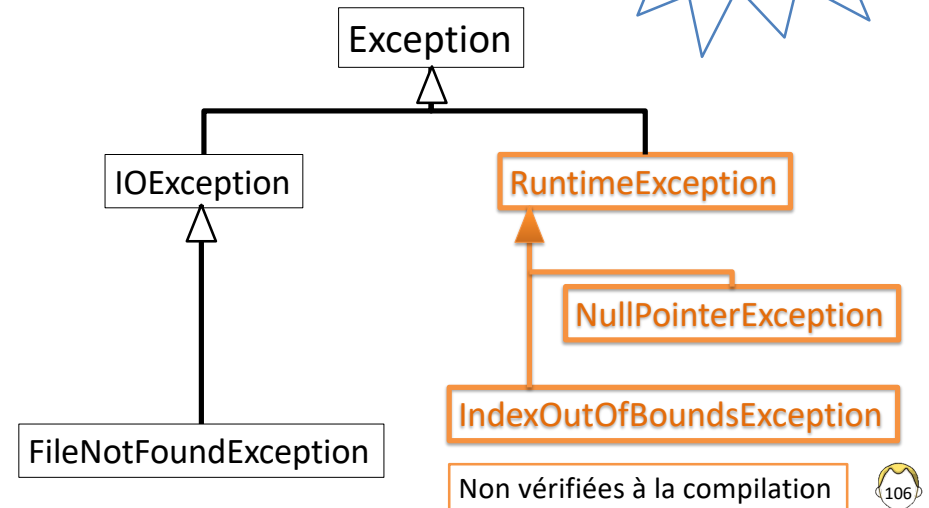 Exception
IOException
RuntimeException
NullPointerException
IndexOutOfBoundsException
FileNotFoundException
Non vérifiées à la compilation
106